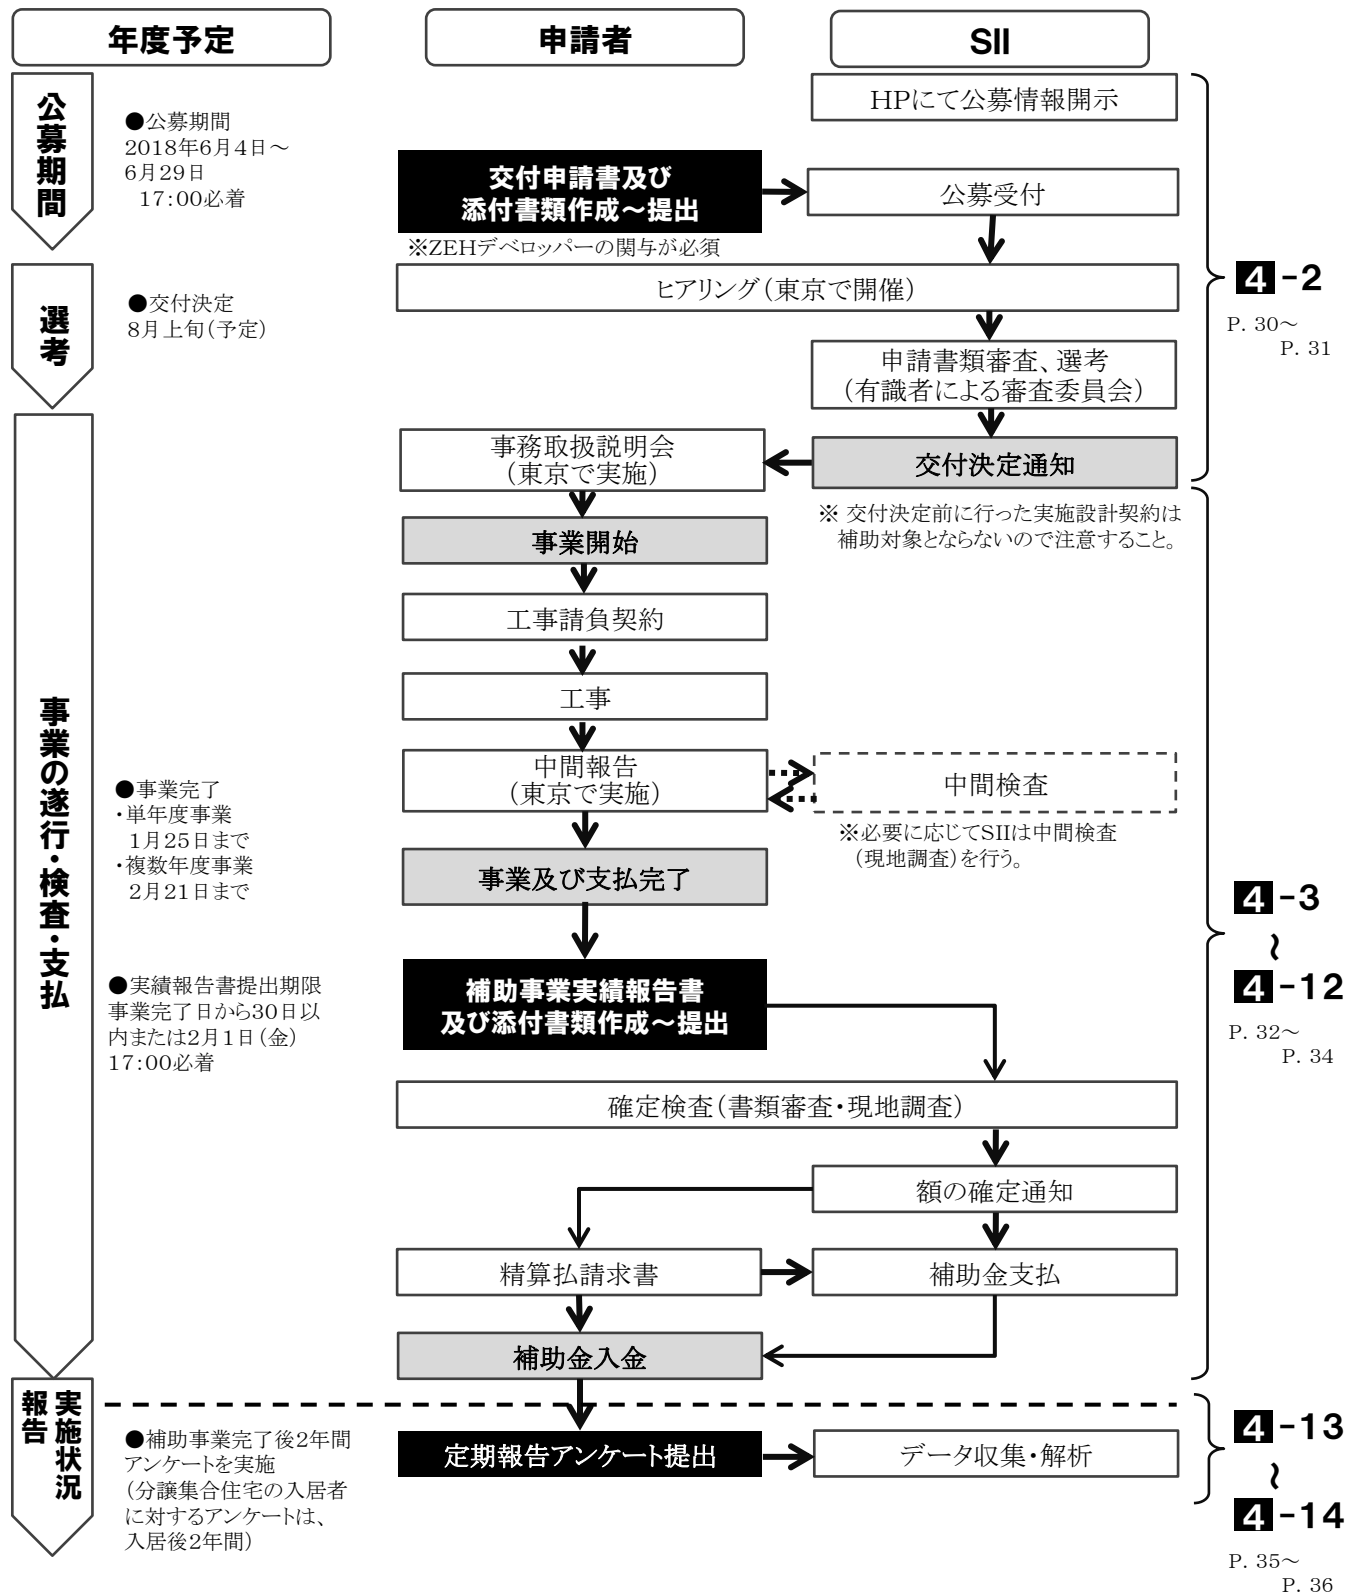 年度予定
申請者
SII
公募期間
●公募期間
2018年6月4日～
6月29日
17:00必着
HPにて公募情報開示
交付申請書及び
添付書類作成～提出
公募受付
※ZEHデベロッパーの関与が必須
ヒアリング（東京で開催）
4-2
P. 30～
P. 31
選考
●交付決定
8月上旬（予定）
申請書類審査、選考
（有識者による審査委員会）
事務取扱説明会
（東京で実施）
交付決定通知
※ 交付決定前に行った実施設計契約は
補助対象とならないので注意すること。
事業開始
工事請負契約
工事
事業の遂行・検査・支払
中間報告
（東京で実施）
中間検査
※必要に応じてSIIは中間検査
（現地調査）を行う。
●事業完了
・単年度事業
1月25日まで
・複数年度事業
2月21日まで
事業及び支払完了
4-3
～
4-12
P. 32～
P. 34
●実績報告書提出期限
事業完了日から30日以
内または2月1日（金）
17:00必着
補助事業実績報告書
及び添付書類作成～提出
確定検査（書類審査・現地調査）
額の確定通知
精算払請求書
補助金支払
補助金入金
実施状況
報告
●補助事業完了後2年間
アンケートを実施
（分譲集合住宅の入居者
に対するアンケートは、
入居後2年間）
定期報告アンケート提出
データ収集・解析
4-13
～
4-14
P. 35～
P. 36